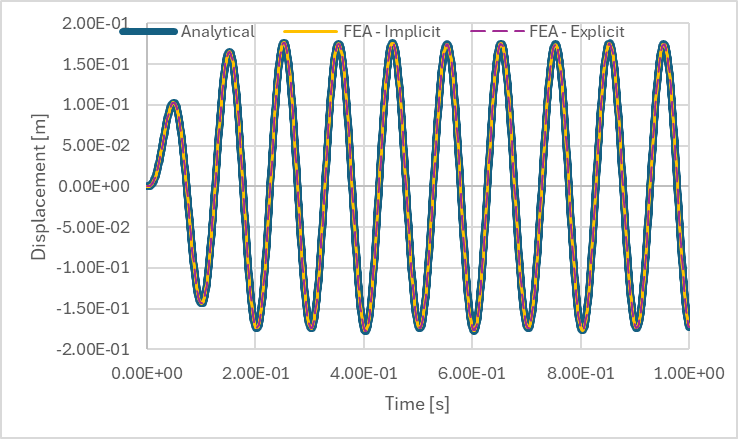 Analytical FEA - Implicit FEA - Explicit
2.00E-01
1.50E-01
1.00E-01
5.00E-02
0.00E+00
-5.00E-02
-1.00E-01
-1.50E-01
-2.00E-01
Displacement [m]
0.00E+00 2.00E-01 4.00E-01 6.00E-01 8.00E-01 1.00E+00
Time [s]